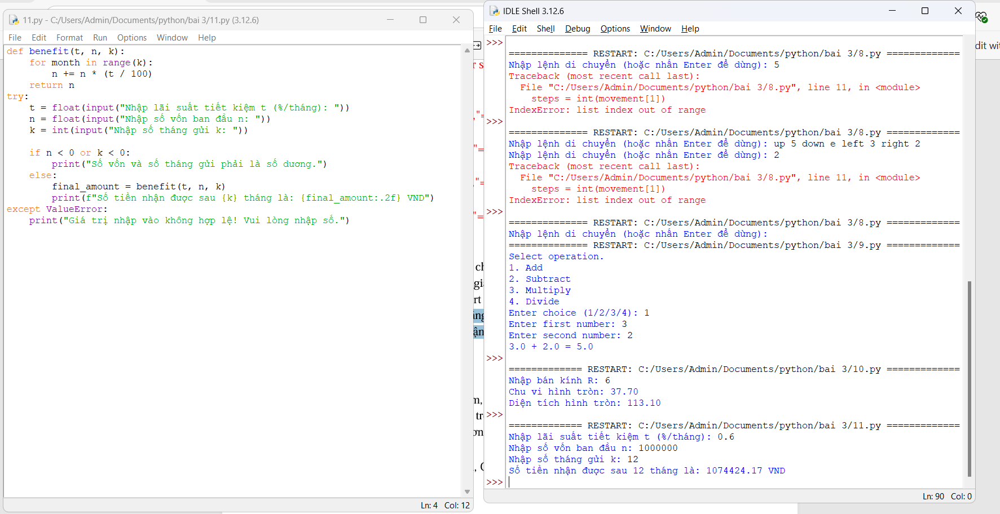 11.py - C:/Users/Admin/Documents/python/bai 3/11.py (3.12.6)
File Edit Format Run Options Window Help
def benefit(t, n, k):
    for month in range(k):
        n += n * (t / 100)
    return n
try:
    t = float(input("Nhập lãi suất tiết kiệm t (%/tháng): "))
    n = float(input("Nhập số vốn ban đầu n: "))
    k = int(input("Nhập số tháng gửi k: "))
    if n < 0 or k < 0:
        print("Số vốn và số tháng gửi phải là số dương.")
    else:
        final_amount = benefit(t, n, k)
        print(f"Số tiền nhận được sau {k} tháng là: {final_amount:.2f} VND")
except ValueError:
    print("Giá trị nhập vào không hợp lệ! Vui lòng nhập số.")
Ln: 4 Col: 12
IDLE Shell 3.12.6
File Edit Shell Debug Options Window Help
>>>
============== RESTART: C:/Users/Admin/Documents/python/bai 3/8.py =============
Nhập lệnh di chuyển (hoặc nhấn Enter để dừng): 5
Traceback (most recent call last):
  File "C:/Users/Admin/Documents/python/bai 3/8.py", line 11, in <module>
    steps = int(movement[1])
IndexError: list index out of range
>>>
============== RESTART: C:/Users/Admin/Documents/python/bai 3/8.py =============
Nhập lệnh di chuyển (hoặc nhấn Enter để dừng): up 5 down e left 3 right 2
Nhập lệnh di chuyển (hoặc nhấn Enter để dừng): 2
Traceback (most recent call last):
  File "C:/Users/Admin/Documents/python/bai 3/8.py", line 11, in <module>
    steps = int(movement[1])
IndexError: list index out of range
>>>
============== RESTART: C:/Users/Admin/Documents/python/bai 3/8.py =============
Nhập lệnh di chuyển (hoặc nhấn Enter để dừng):
============== RESTART: C:/Users/Admin/Documents/python/bai 3/9.py =============
Select operation.
1. Add
2. Subtract
3. Multiply
4. Divide
Enter choice (1/2/3/4): 1
Enter first number: 3
Enter second number: 2
3.0 + 2.0 = 5.0
>>>
============= RESTART: C:/Users/Admin/Documents/python/bai 3/10.py =============
Nhập bán kính R: 6
Chu vi hình tròn: 37.70
Diện tích hình tròn: 113.10
>>>
============= RESTART: C:/Users/Admin/Documents/python/bai 3/11.py =============
Nhập lãi suất tiết kiệm t (%/tháng): 0.6
Nhập số vốn ban đầu n: 1000000
Nhập số tháng gửi k: 12
Số tiền nhận được sau 12 tháng là: 1074424.17 VND
>>>
Ln: 90 Col: 0